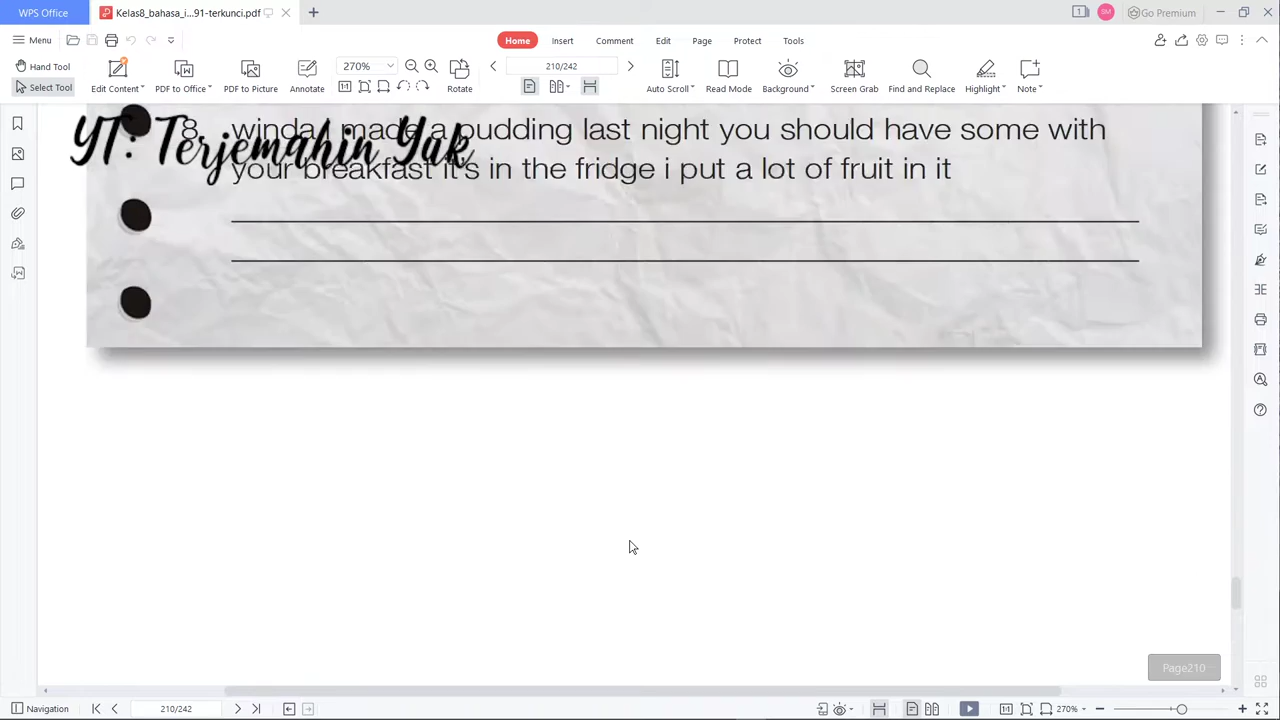 WPS Office
Kelas8_bahasa_i...91-terkunci.pdf
1
SM
Go Premium
Menu
Home
Insert
Comment
Edit
Page
Protect
Tools
Hand Tool
Select Tool
Edit Content
PDF to Office
PDF to Picture
Annotate
270%
Rotate
210/242
Auto Scroll
Read Mode
Background
Screen Grab
Find and Replace
Highlight
Note
8. winda i made a pudding last night you should have some with
your breakfast it's in the fridge i put a lot of fruit in it
YT: Terjemahin Yak
Page210
Navigation
210/242
270%